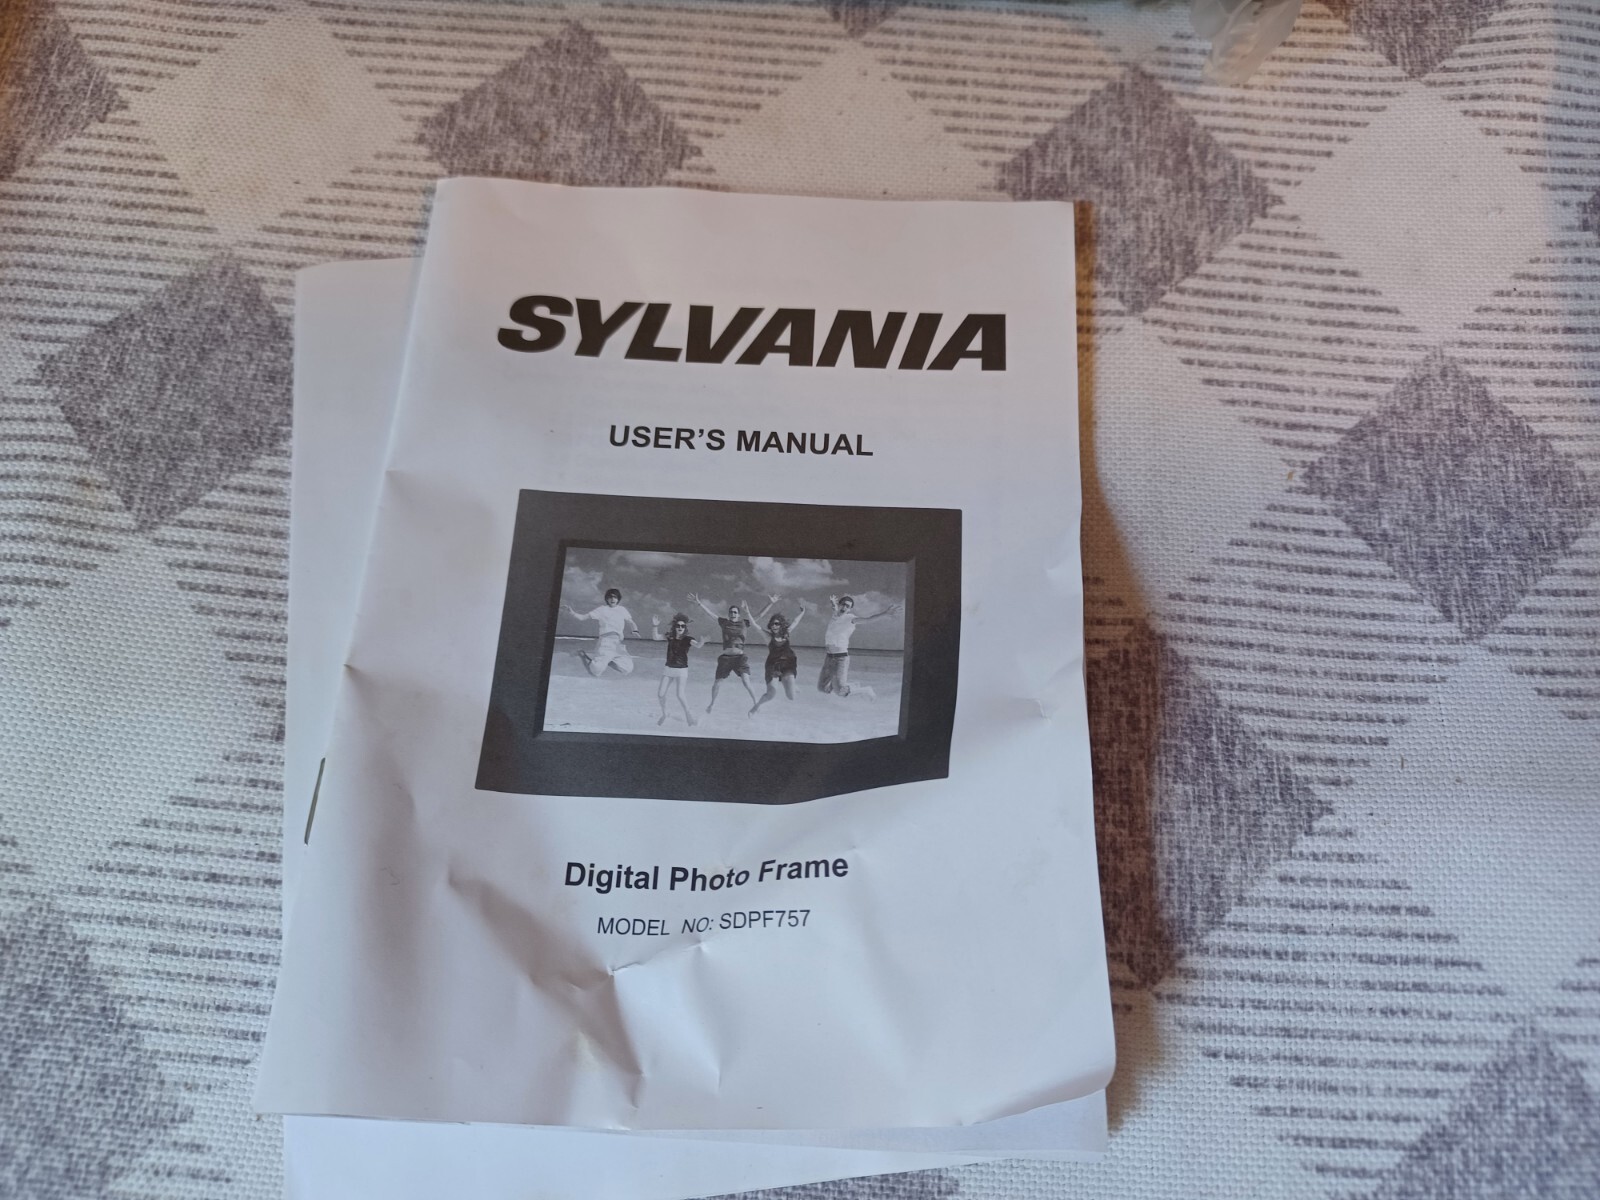 SYLVANIA
USER'S MANUAL
Digital Photo Frame
MODEL NO: SDPF757